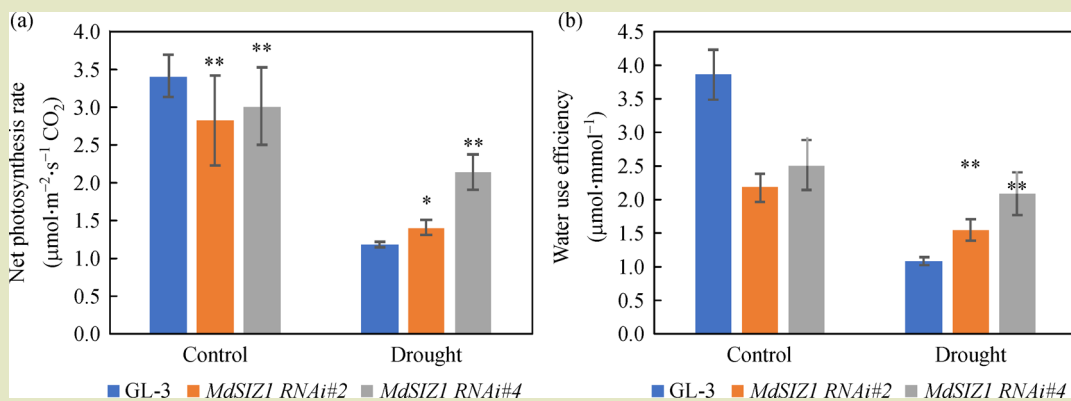 (a)
Net photosynthesis rate
(μmol·m⁻²·s⁻¹ CO₂)
4.0
3.5
3.0
2.5
2.0
1.5
1.0
0.5
0.0
**
**
*
**
Control
Drought
GL-3
MdSIZ1 RNAi#2
MdSIZ1 RNAi#4
(b)
Water use efficiency
(μmol·mmol⁻¹)
4.5
4.0
3.5
3.0
2.5
2.0
1.5
1.0
0.5
0.0
**
**
Control
Drought
GL-3
MdSIZ1 RNAi#2
MdSIZ1 RNAi#4